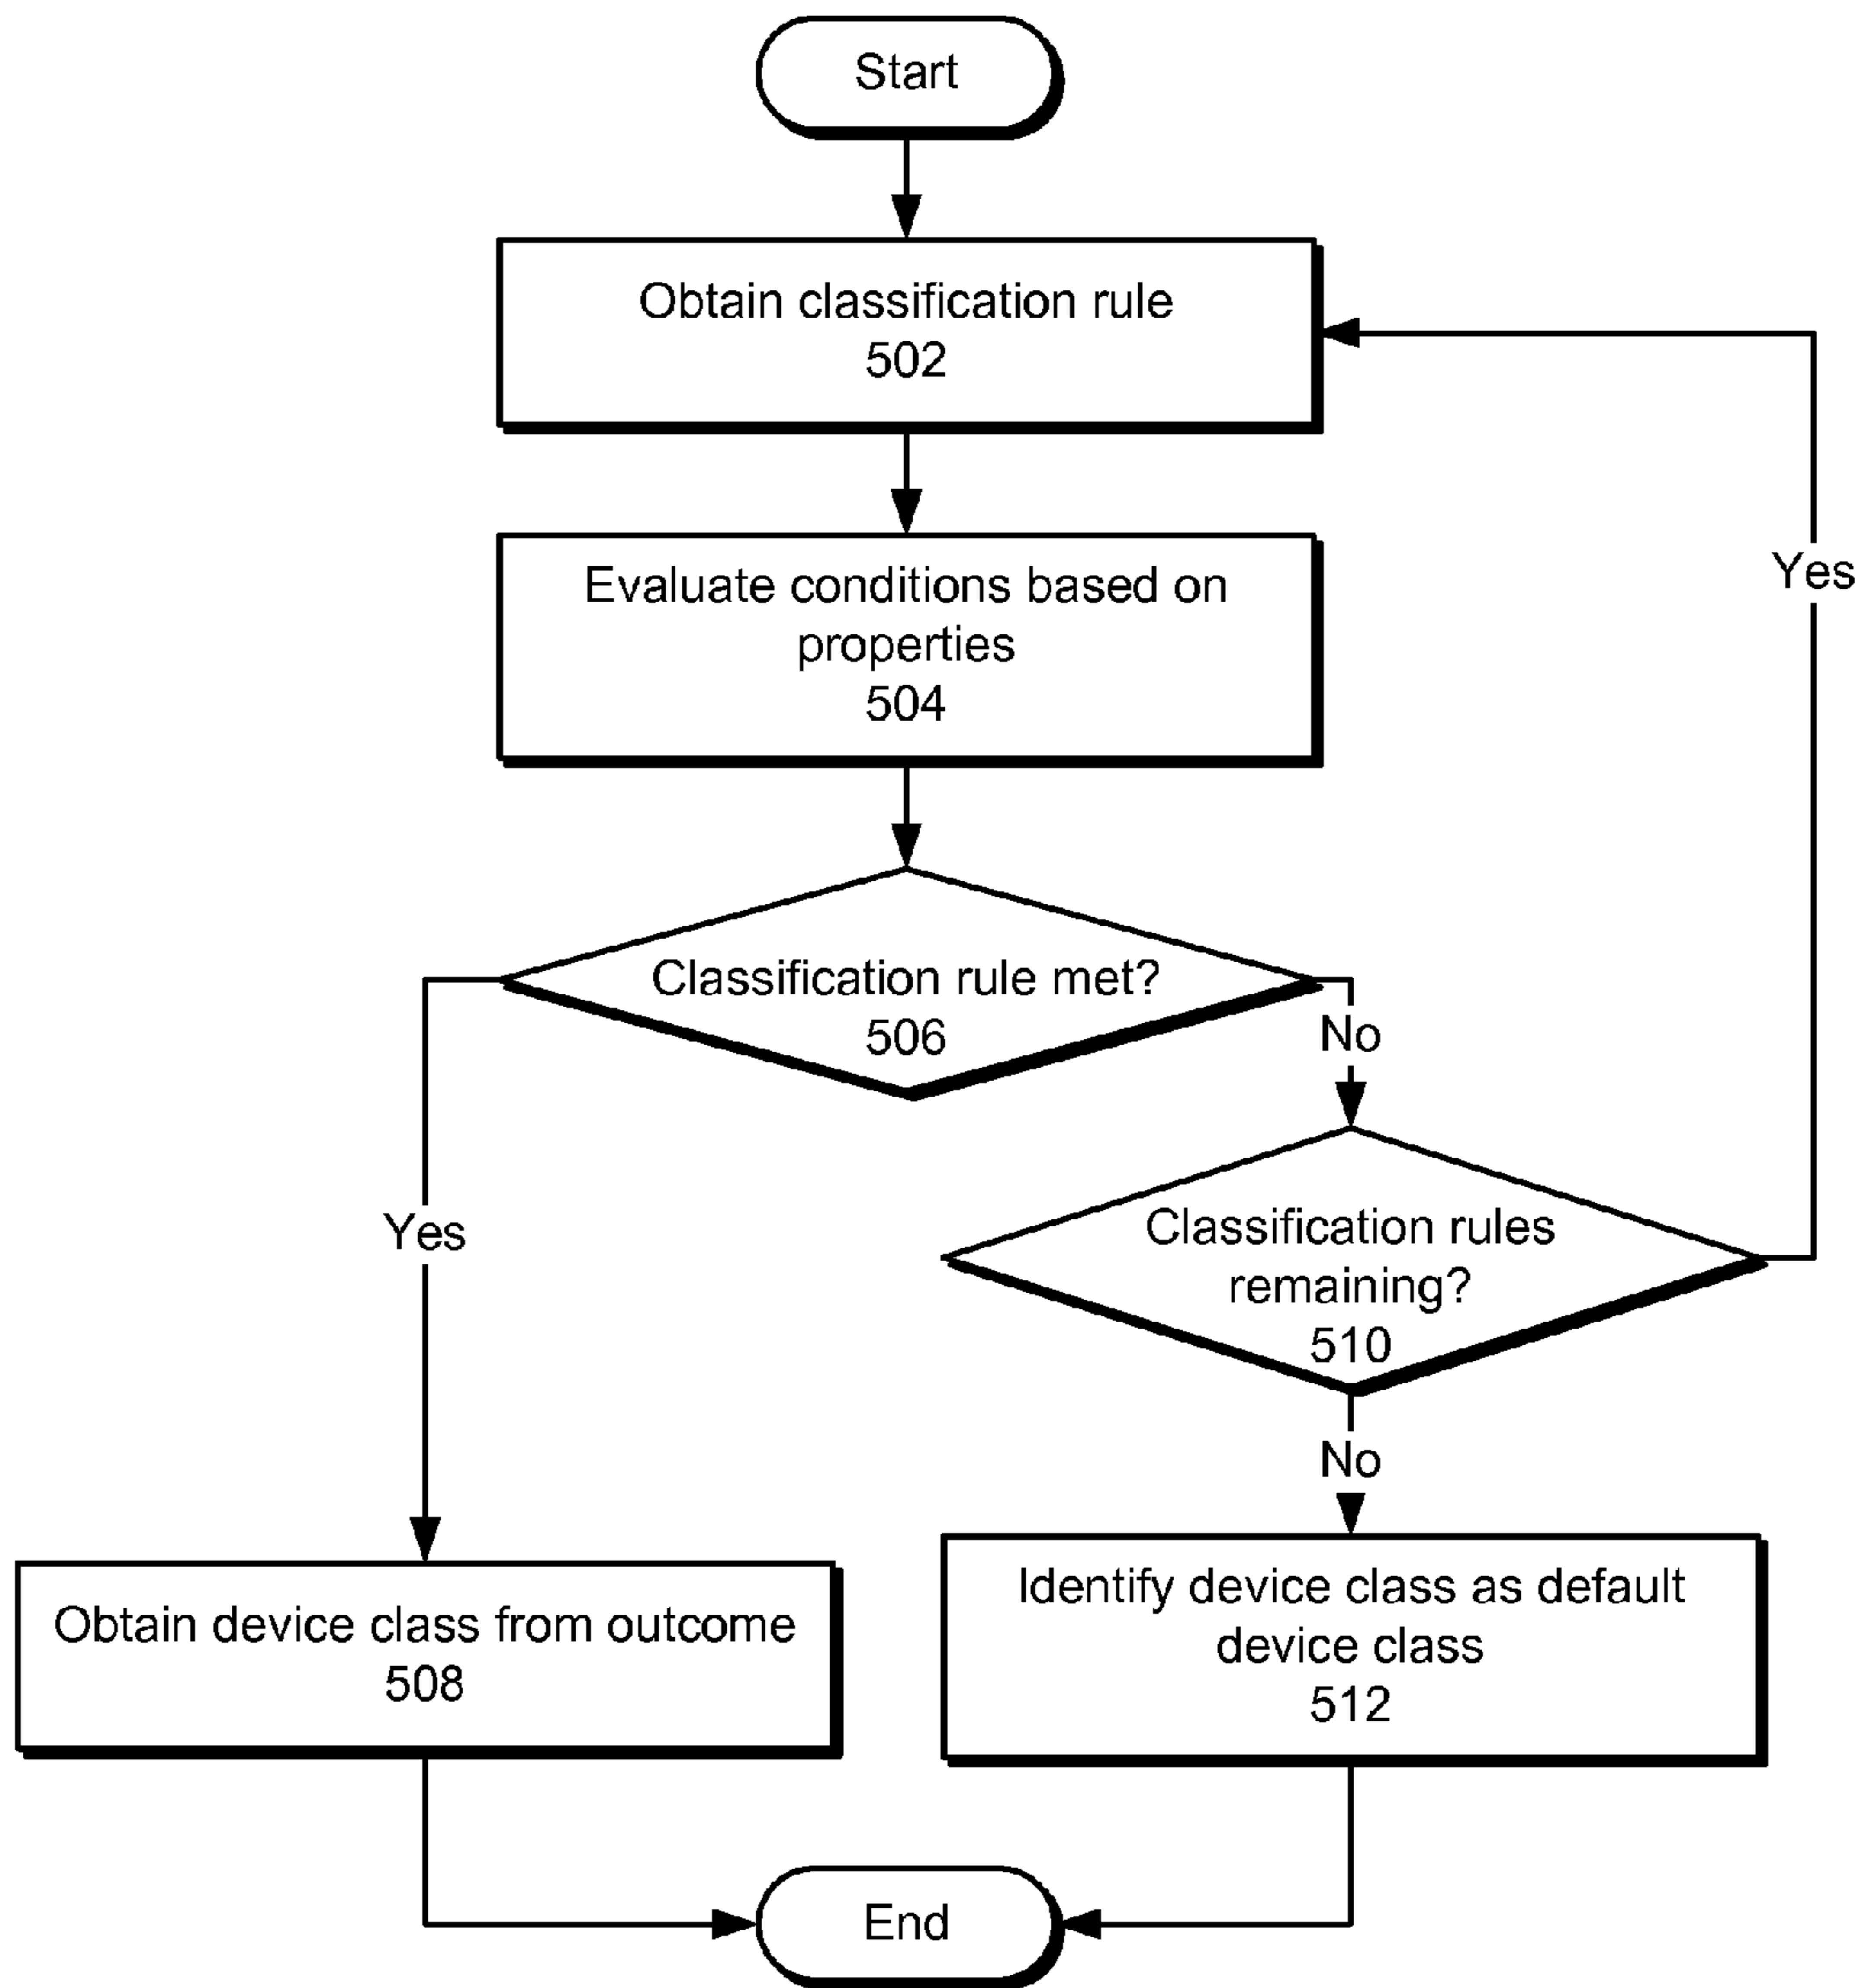 Start
Obtain classification rule
502
Evaluate conditions based on
properties
504
Yes
Classification rule met?
506
No
Yes
Classification rules
remaining?
510
No
Obtain device class from outcome
508
Identify device class as default
device class
512
End